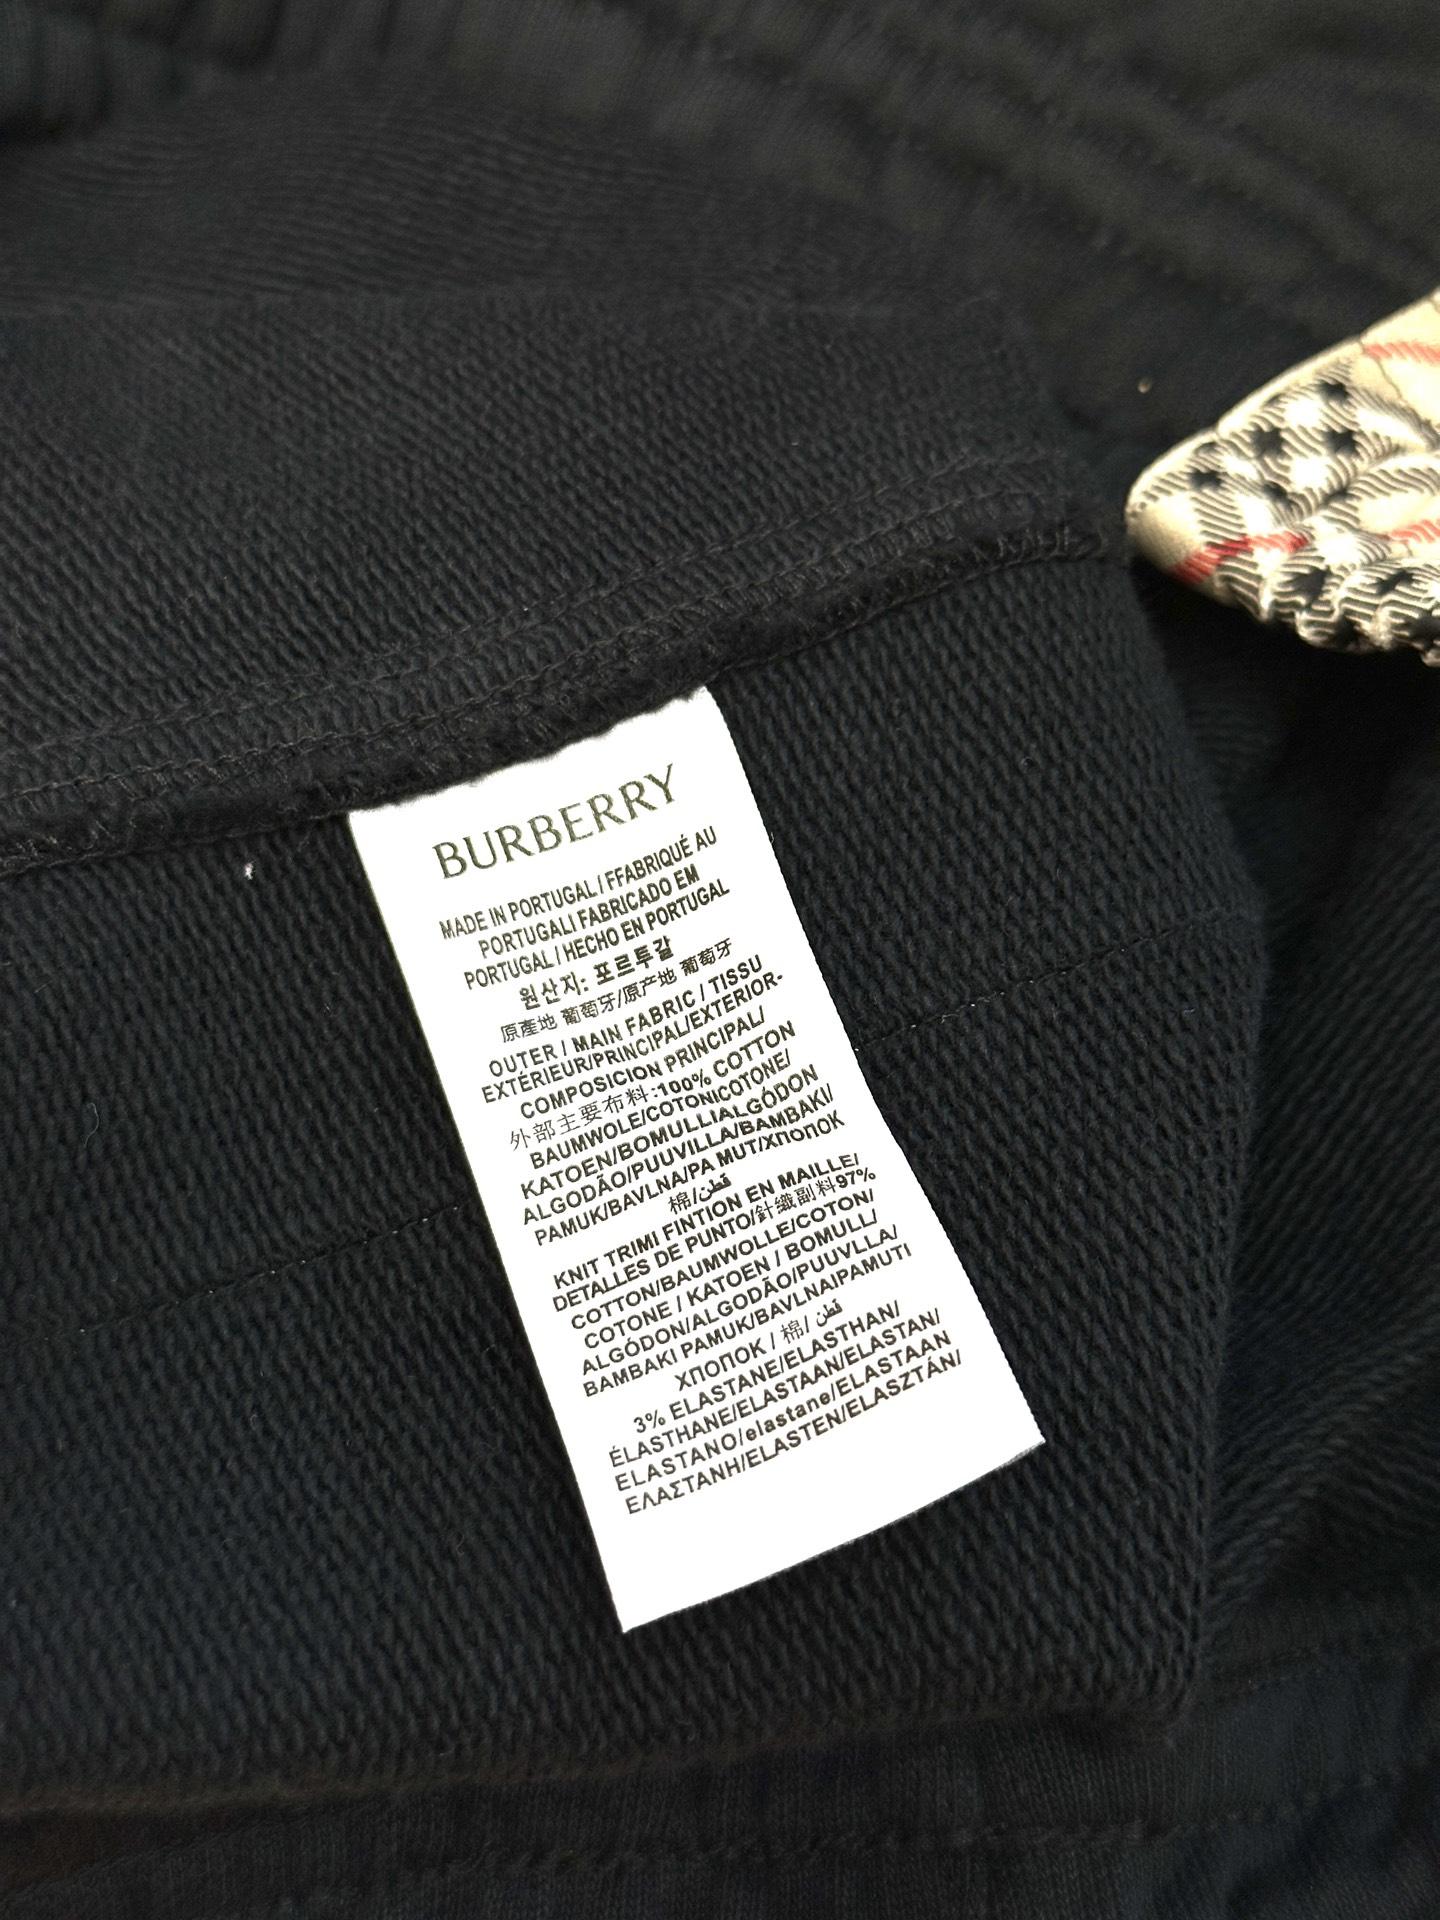 BURBERRY
MADE IN PORTUGAL / FFABRIQUÉ AU
PORTUGALI FABRICADO EM
PORTUGAL / HECHO EN PORTUGAL
원산지: 포르투갈
原產地 葡萄牙/原产地 葡萄牙
OUTER / MAIN FABRIC / TISSU
EXTÉRIEUR/PRINCIPAL/EXTERIOR-
COMPOSICION PRINCIPAL/
外部主要布料:100% COTTON
BAUMWOLE/COTONICOTONE/
KATOEN/BOMULLIALGÓDON
ALGODÃO/PUUVILLA/BAMBAKI/
PAMUK/BAVLNA/PA MUT/ХПОПОК
棉/قطن
KNIT TRIMI FINTION EN MAILLE/
DETALLES DE PUNTO/針織副料97%
COTTON/BAUMWOLLE/COTON/
COTONE / KATOEN / BOMULL/
ALGÓDON/ALGODÃO/PUUVLLA/
BAMBAKI PAMUK/BAVLNAIPAMUTI
ХПОПОК / 棉/ قطن
3% ELASTANE/ELASTHAN/
ÉLASTHANE/ELASTAAN/ELASTAN/
ELASTANO/elastane/ELASTAAN
ΕΛΑΣΤΑΝΗ/ELASTEN/ELASZTÁN/